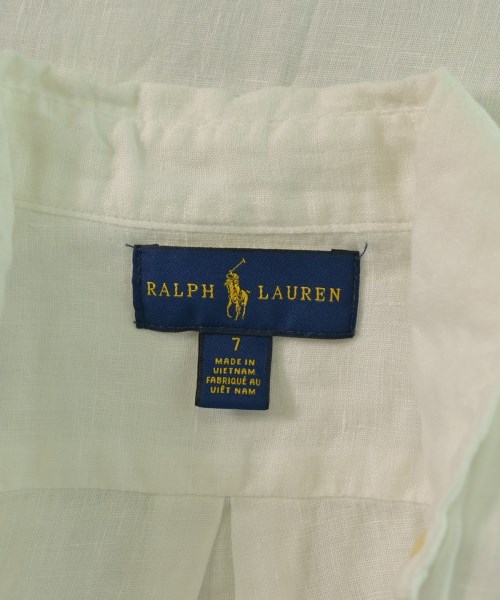 RALPH LAUREN
7
MADE IN
VIETNAM
FABRIQUÉ AU
VIÊT NAM